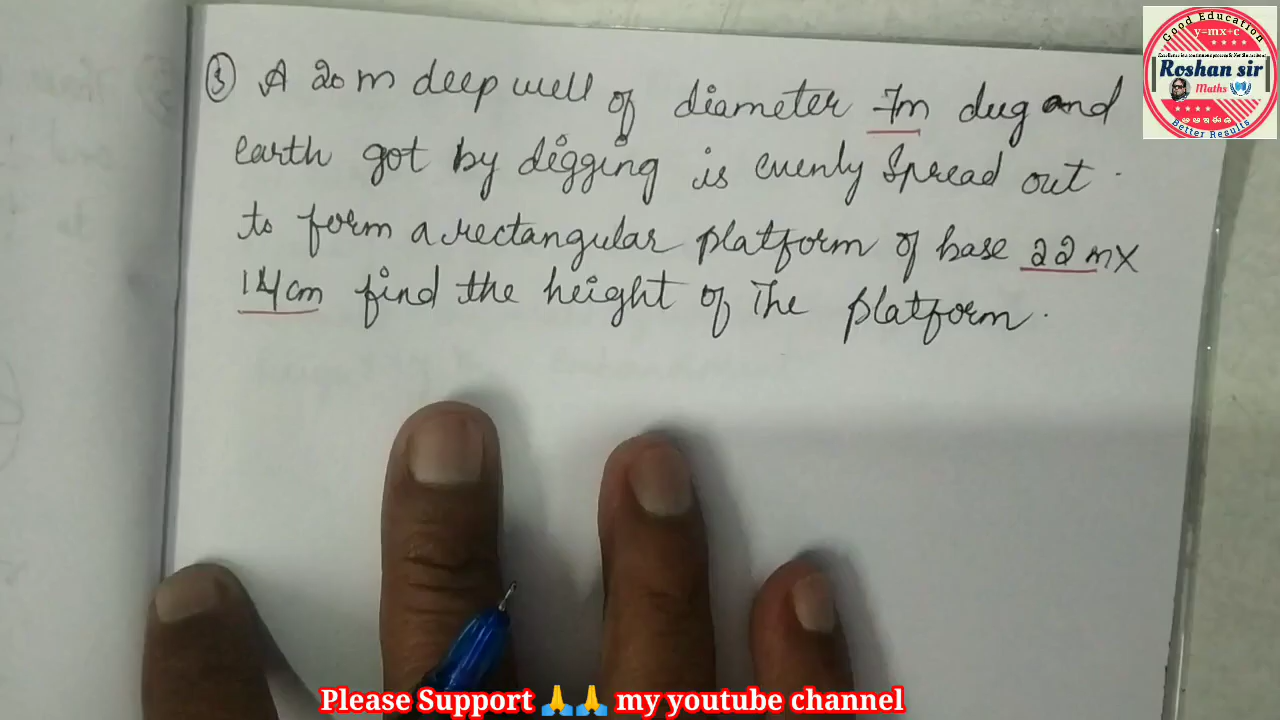 ③ A 20 m deep well of diameter 7m dug and
earth got by digging is evenly spread out .
to form a rectangular platform of base 22 m x
14 cm find the height of The platform .
Good Education
y=mx+c
Roshan sir
Maths
Better Results
Please Support 🙏🙏 my youtube channel